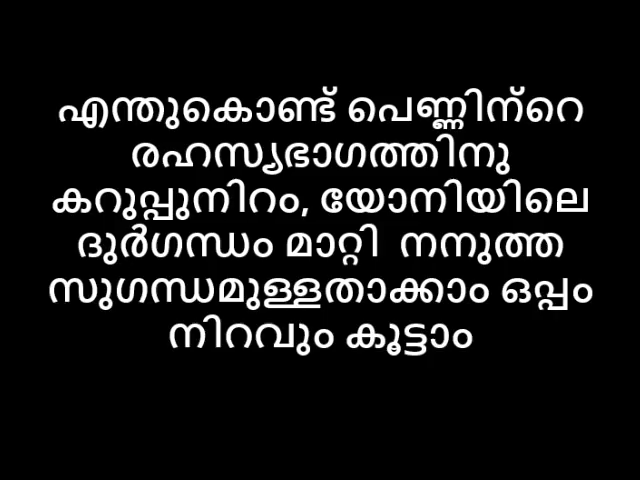 എന്തുകൊണ്ട് പെണ്ണിന്റെ
രഹസ്യഭാഗത്തിനു
കറുപ്പുനിറം, യോനിയിലെ
ദുർഗന്ധം മാറ്റി നനുത്ത
സുഗന്ധമുള്ളതാക്കാം ഒപ്പം
നിറവും കൂട്ടാം